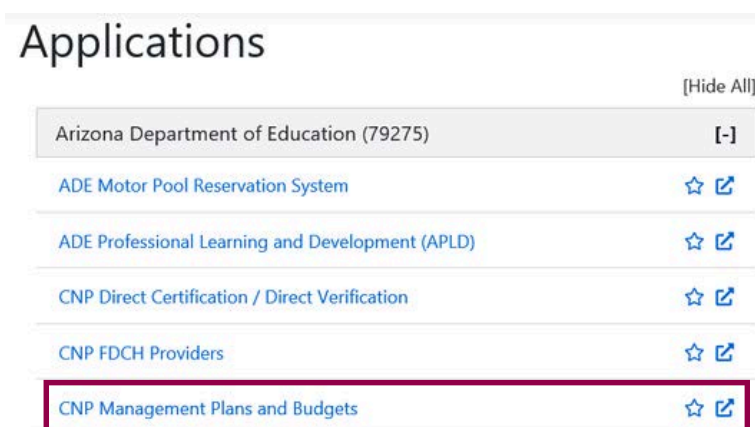 Applications
[Hide All]
Arizona Department of Education (79275) [-]
ADE Motor Pool Reservation System
ADE Professional Learning and Development (APLD)
CNP Direct Certification / Direct Verification
CNP FDCH Providers
CNP Management Plans and Budgets